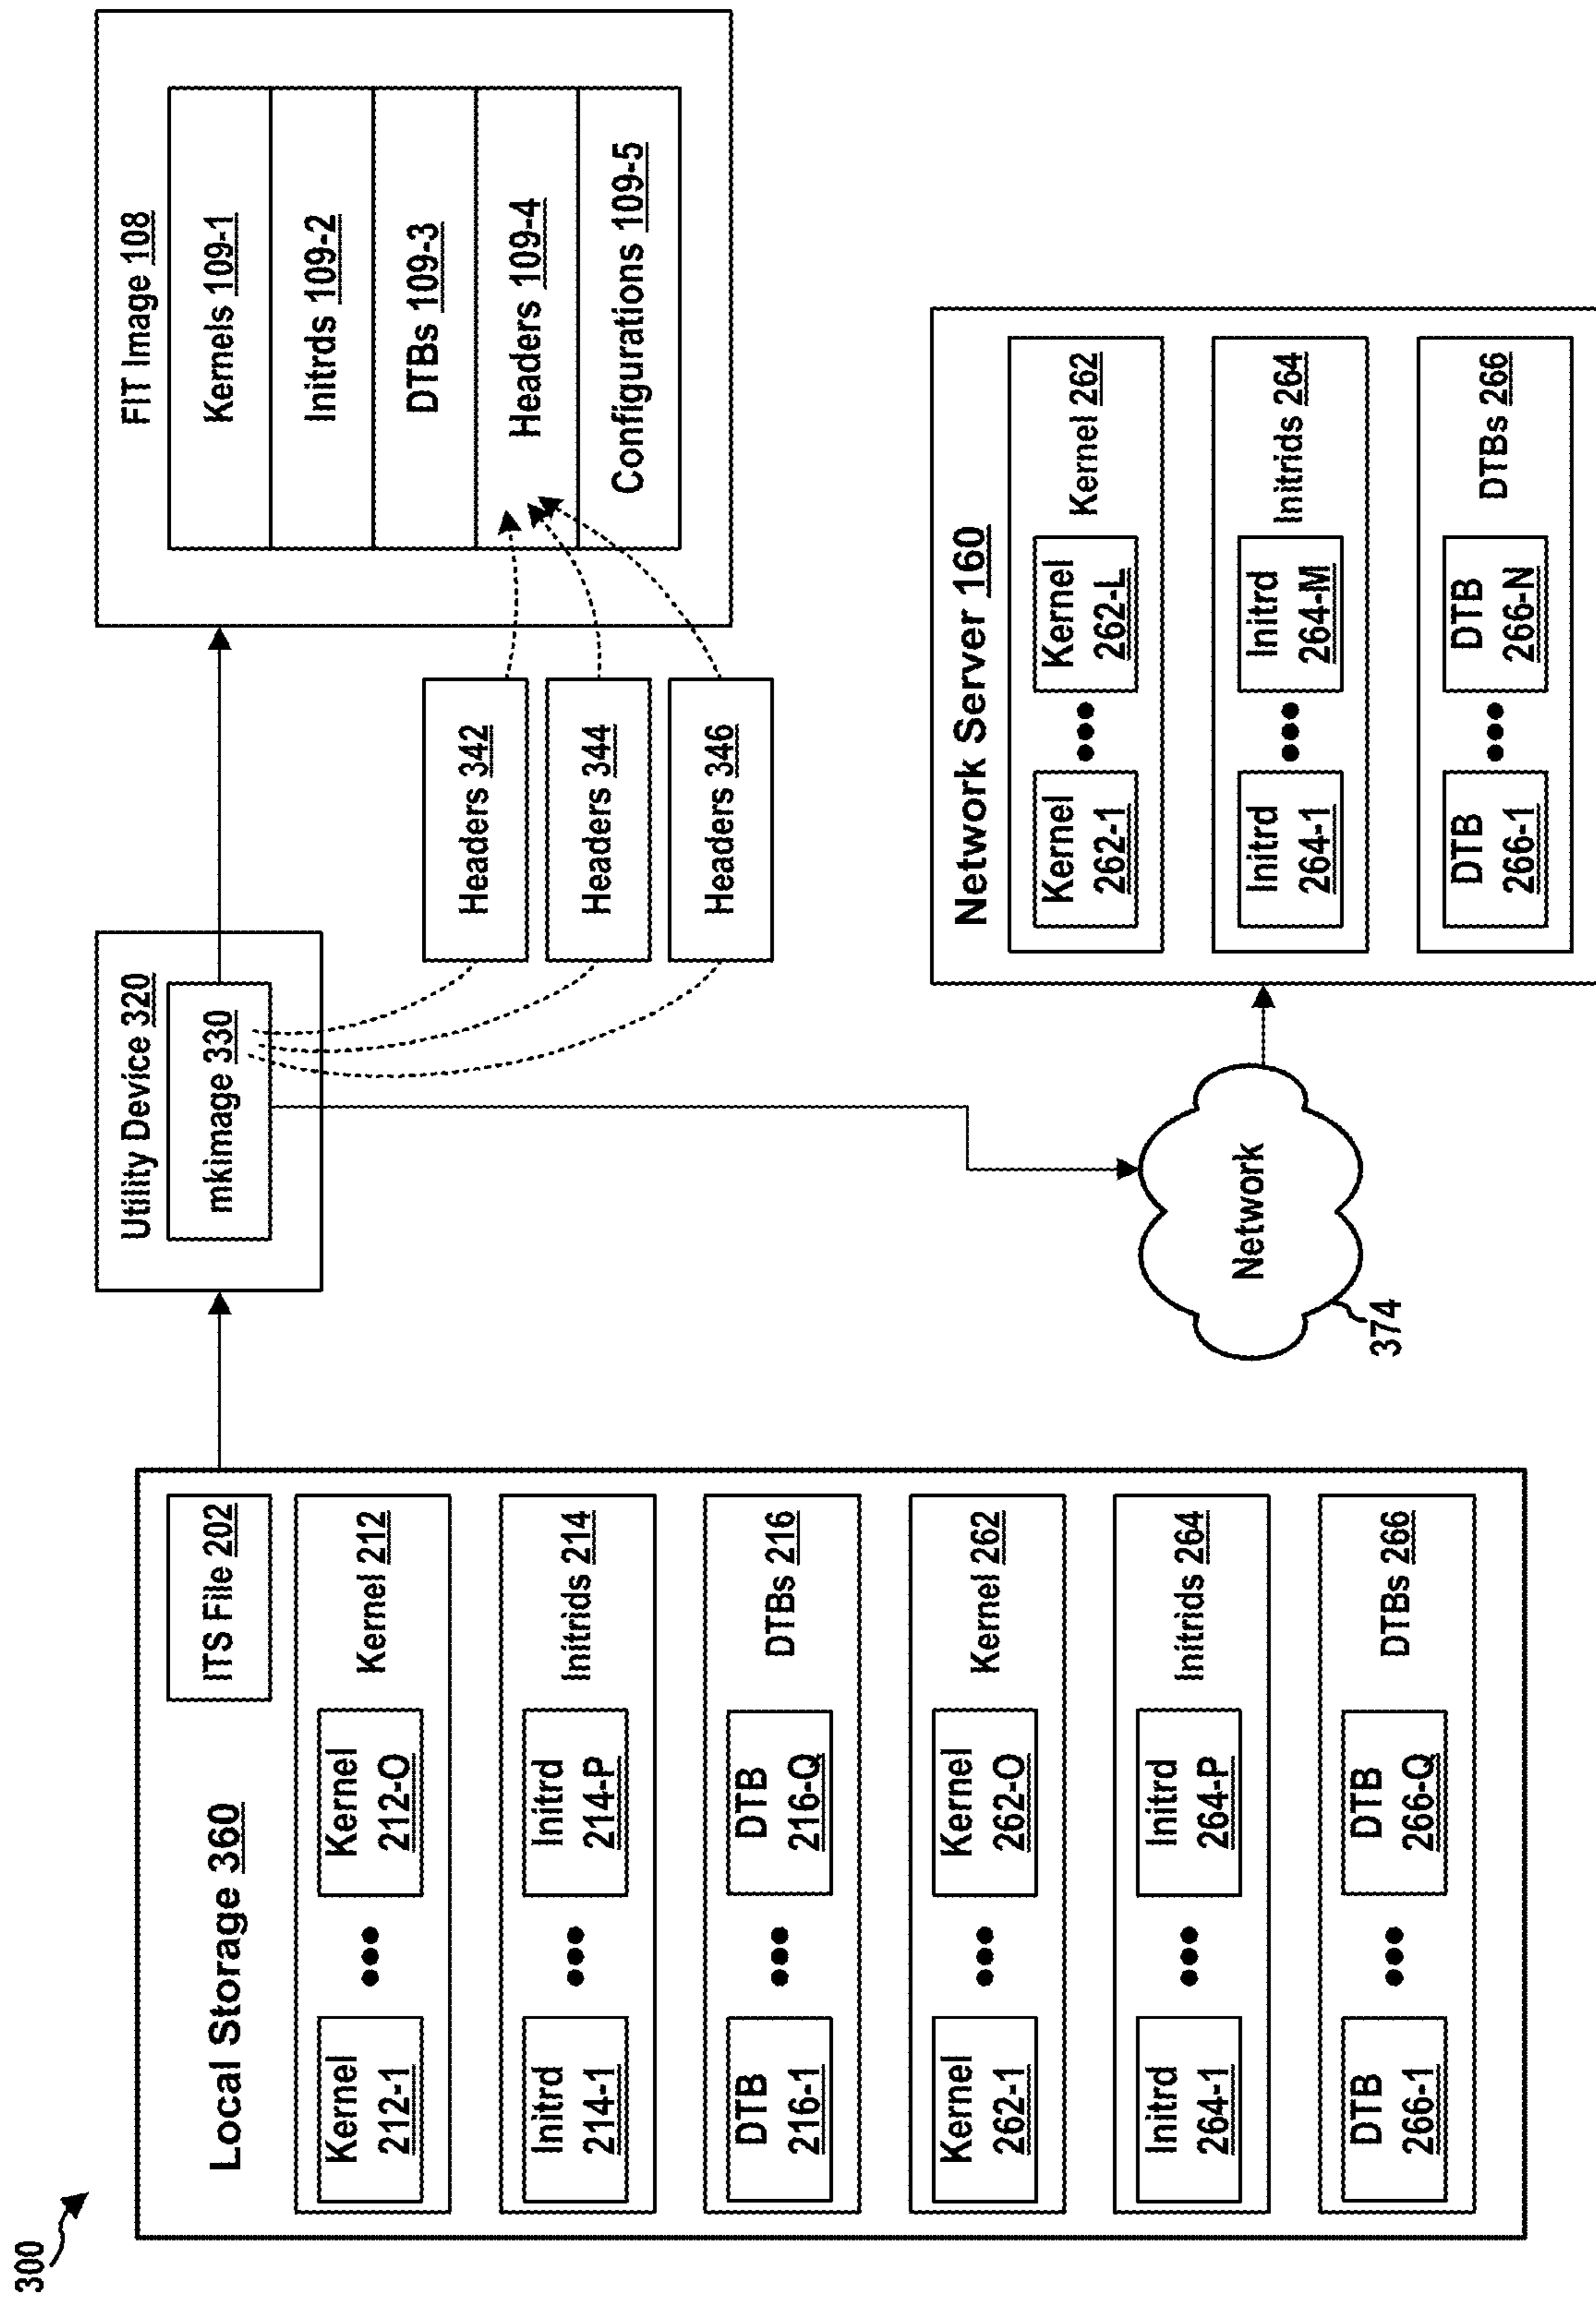 300
Local Storage 360
ITS File 202
Kernel
212-1
Kernel
212-O
Kernel 212
Initrd
214-1
Initrd
214-P
Initrids 214
DTB
216-1
DTB
216-Q
DTBs 216
Kernel
262-1
Kernel
262-O
Kernel 262
Initrd
264-1
Initrd
264-P
Initrids 264
DTB
266-1
DTB
266-Q
DTBs 266
Utility Device 320
mkimage 330
Headers 342
Headers 344
Headers 346
FIT Image 108
Kernels 109-1
Initrds 109-2
DTBs 109-3
Headers 109-4
Configurations 109-5
Network
374
Network Server 160
Kernel
262-1
Kernel
262-L
Kernel 262
Initrd
264-1
Initrd
264-M
Initrids 264
DTB
266-1
DTB
266-N
DTBs 266